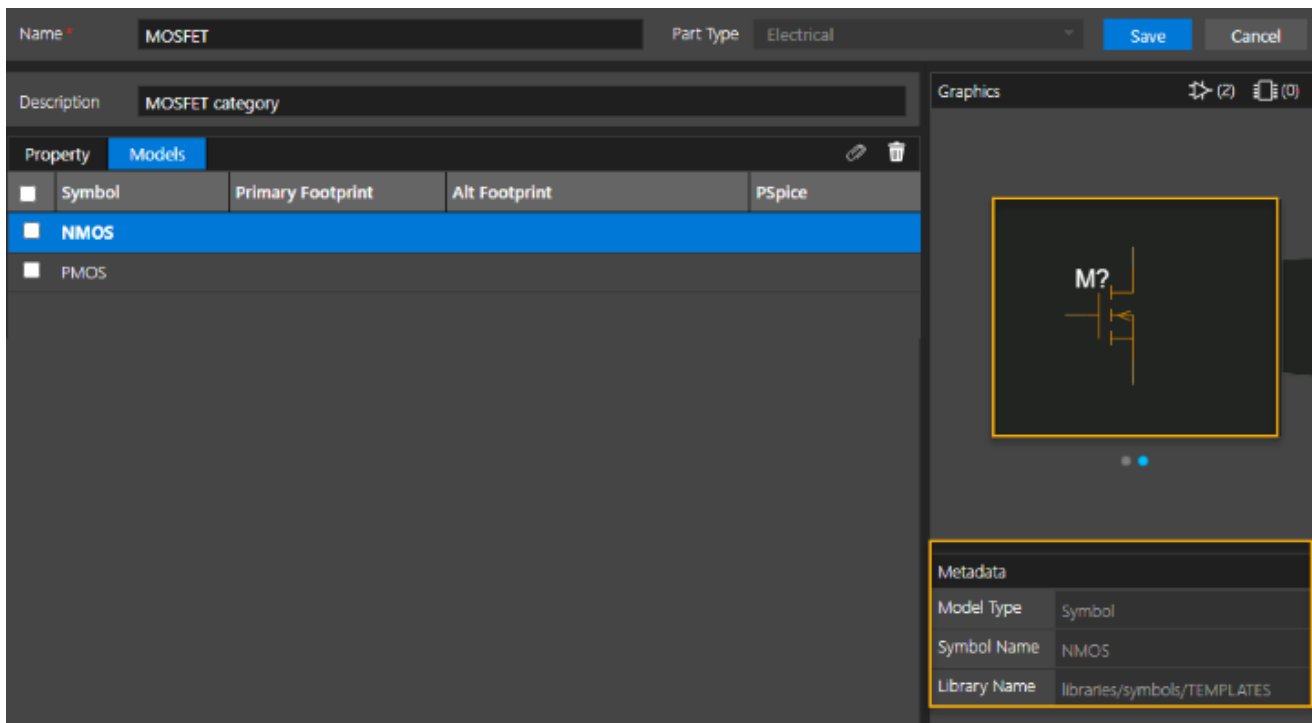 Name * MOSFET Part Type Electrical Save Cancel
Description MOSFET category
Graphics (2) (0)
Property Models
Symbol Primary Footprint Alt Footprint PSpice
NMOS
PMOS
M?
Metadata
Model Type Symbol
Symbol Name NMOS
Library Name libraries/symbols/TEMPLATES